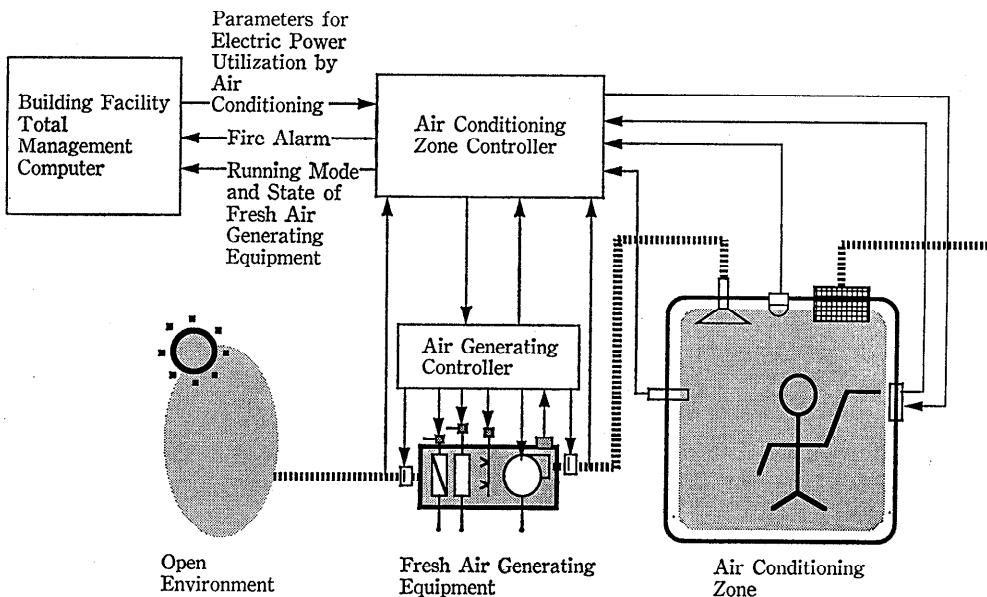 Parameters for
Electric Power
Utilization by
Air
Conditioning
Building Facility
Total
Management
Computer
Fire Alarm
Running Mode
and State of
Fresh Air
Generating
Equipment
Air Conditioning
Zone Controller
Air Generating
Controller
Open
Environment
Fresh Air Generating
Equipment
Air Conditioning
Zone